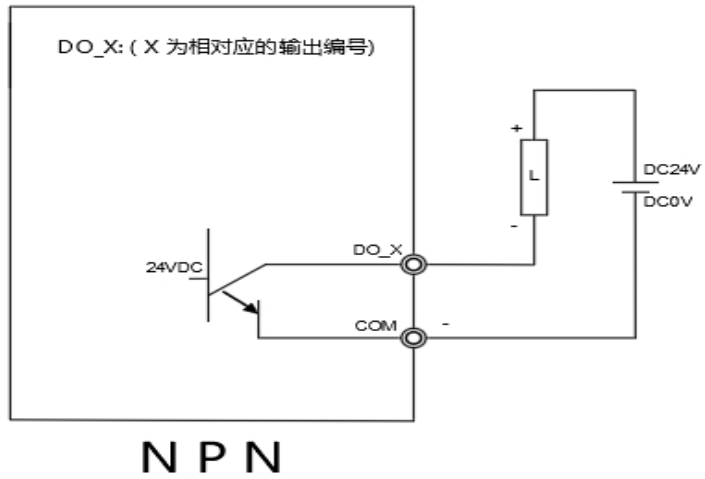 DO_X: ( X 为相对应的输出编号)
+
L
DC24V
DC0V
-
DO_X
24VDC
COM
-
N P N